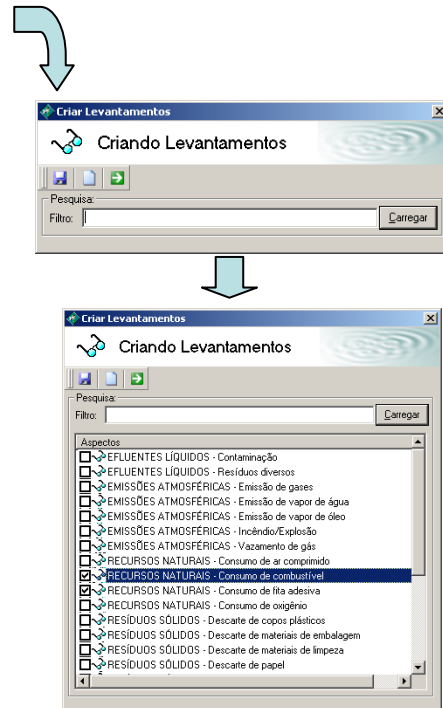 Criar Levantamentos
Criando Levantamentos
Pesquisa:
Filtro:
Carregar
Criar Levantamentos
Criando Levantamentos
Pesquisa:
Filtro:
Carregar
Aspectos
EFLUENTES LÍQUIDOS - Contaminação
EFLUENTES LÍQUIDOS - Resíduos diversos
EMISSÕES ATMOSFÉRICAS - Emissão de gases
EMISSÕES ATMOSFÉRICAS - Emissão de vapor de água
EMISSÕES ATMOSFÉRICAS - Emissão de vapor de óleo
EMISSÕES ATMOSFÉRICAS - Incêndio/Explosão
EMISSÕES ATMOSFÉRICAS - Vazamento de gás
RECURSOS NATURAIS - Consumo de ar comprimido
RECURSOS NATURAIS - Consumo de combustível
RECURSOS NATURAIS - Consumo de fita adesiva
RECURSOS NATURAIS - Consumo de oxigênio
RESÍDUOS SÓLIDOS - Descarte de copos plásticos
RESÍDUOS SÓLIDOS - Descarte de materiais de embalagem
RESÍDUOS SÓLIDOS - Descarte de materiais de limpeza
RESÍDUOS SÓLIDOS - Descarte de papel